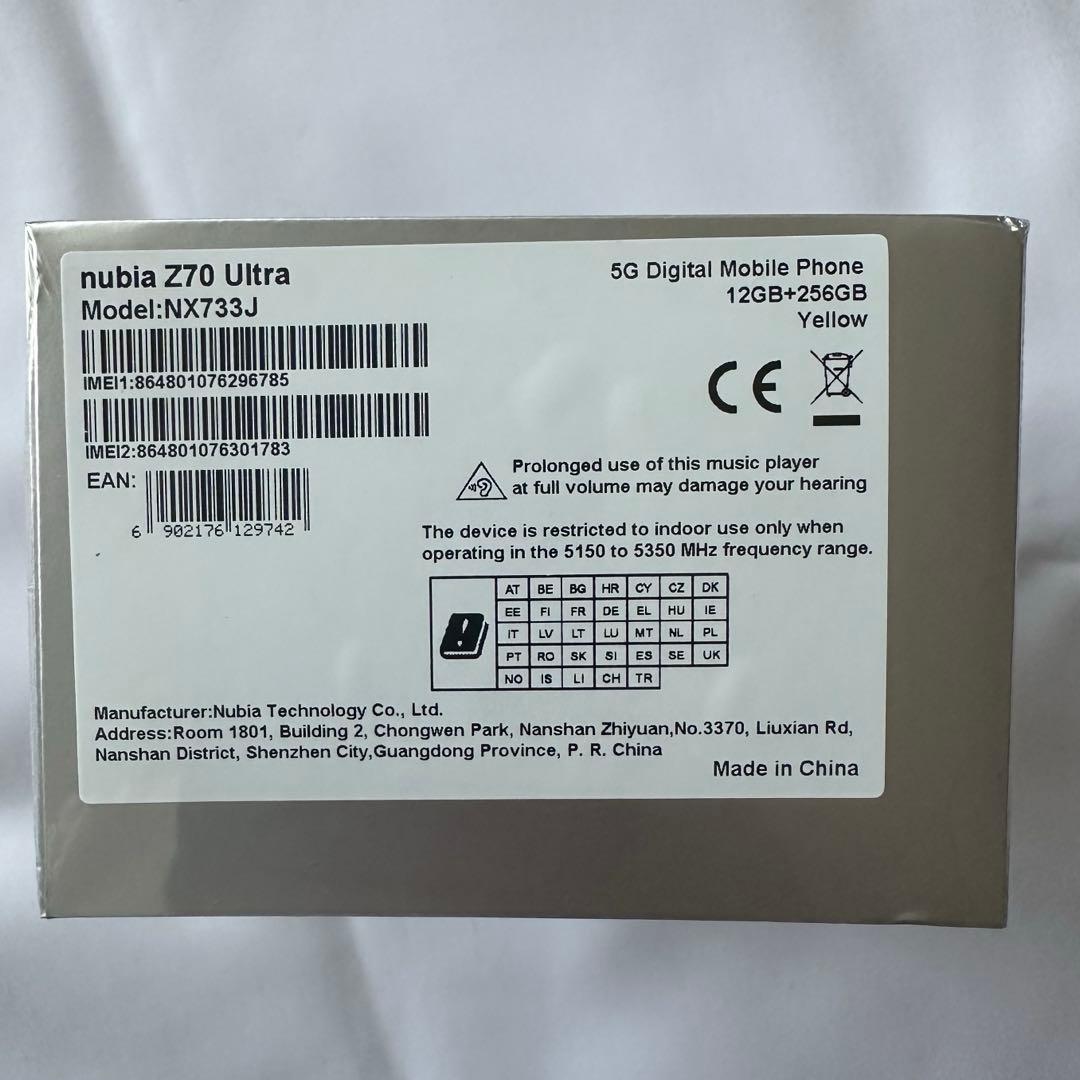 nubia Z70 Ultra
Model:NX733J
IMEI1:864801076296785
IMEI2:864801076301783
EAN:
6 902176 129742
5G Digital Mobile Phone
12GB+256GB
Yellow
CE
Prolonged use of this music player
at full volume may damage your hearing
The device is restricted to indoor use only when
operating in the 5150 to 5350 MHz frequency range.
AT BE BG HR CY CZ DK
EE FI FR DE EL HU IE
IT LV LT LU MT NL PL
PT RO SK SI ES SE UK
NO IS LI CH TR
Manufacturer:Nubia Technology Co., Ltd.
Address:Room 1801, Building 2, Chongwen Park, Nanshan Zhiyuan,No.3370, Liuxian Rd,
Nanshan District, Shenzhen City,Guangdong Province, P. R. China
Made in China